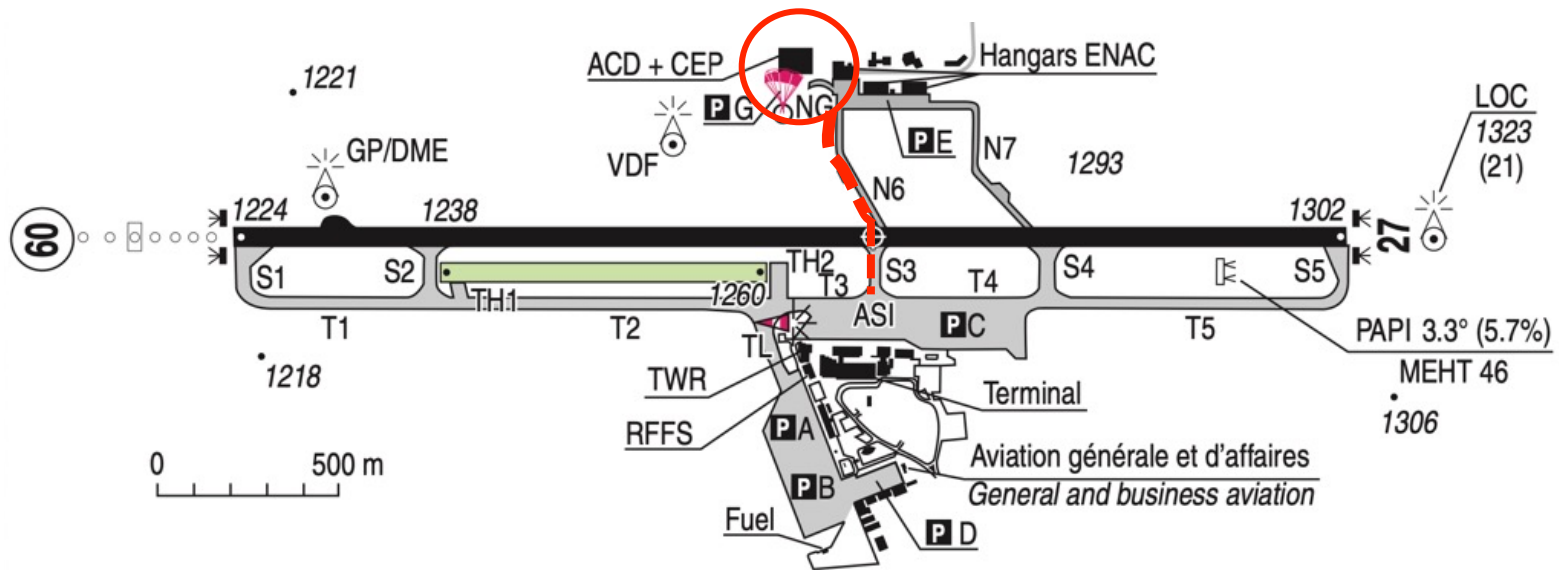 ACD + CEP
Hangars ENAC
1221
P G
NG
LOC
1323
(21)
GP/DME
VDF
P E
N7
1293
N6
1224
1238
1302
09
27
S1
S2
TH2
T3
S3
T4
S4
S5
TH1
1260
ASI
P C
T1
T2
TL
T5
PAPI 3.3° (5.7%)
MEHT 46
1218
TWR
Terminal
1306
RFFS
P A
0
500 m
Aviation générale et d'affaires
General and business aviation
P B
Fuel
P D